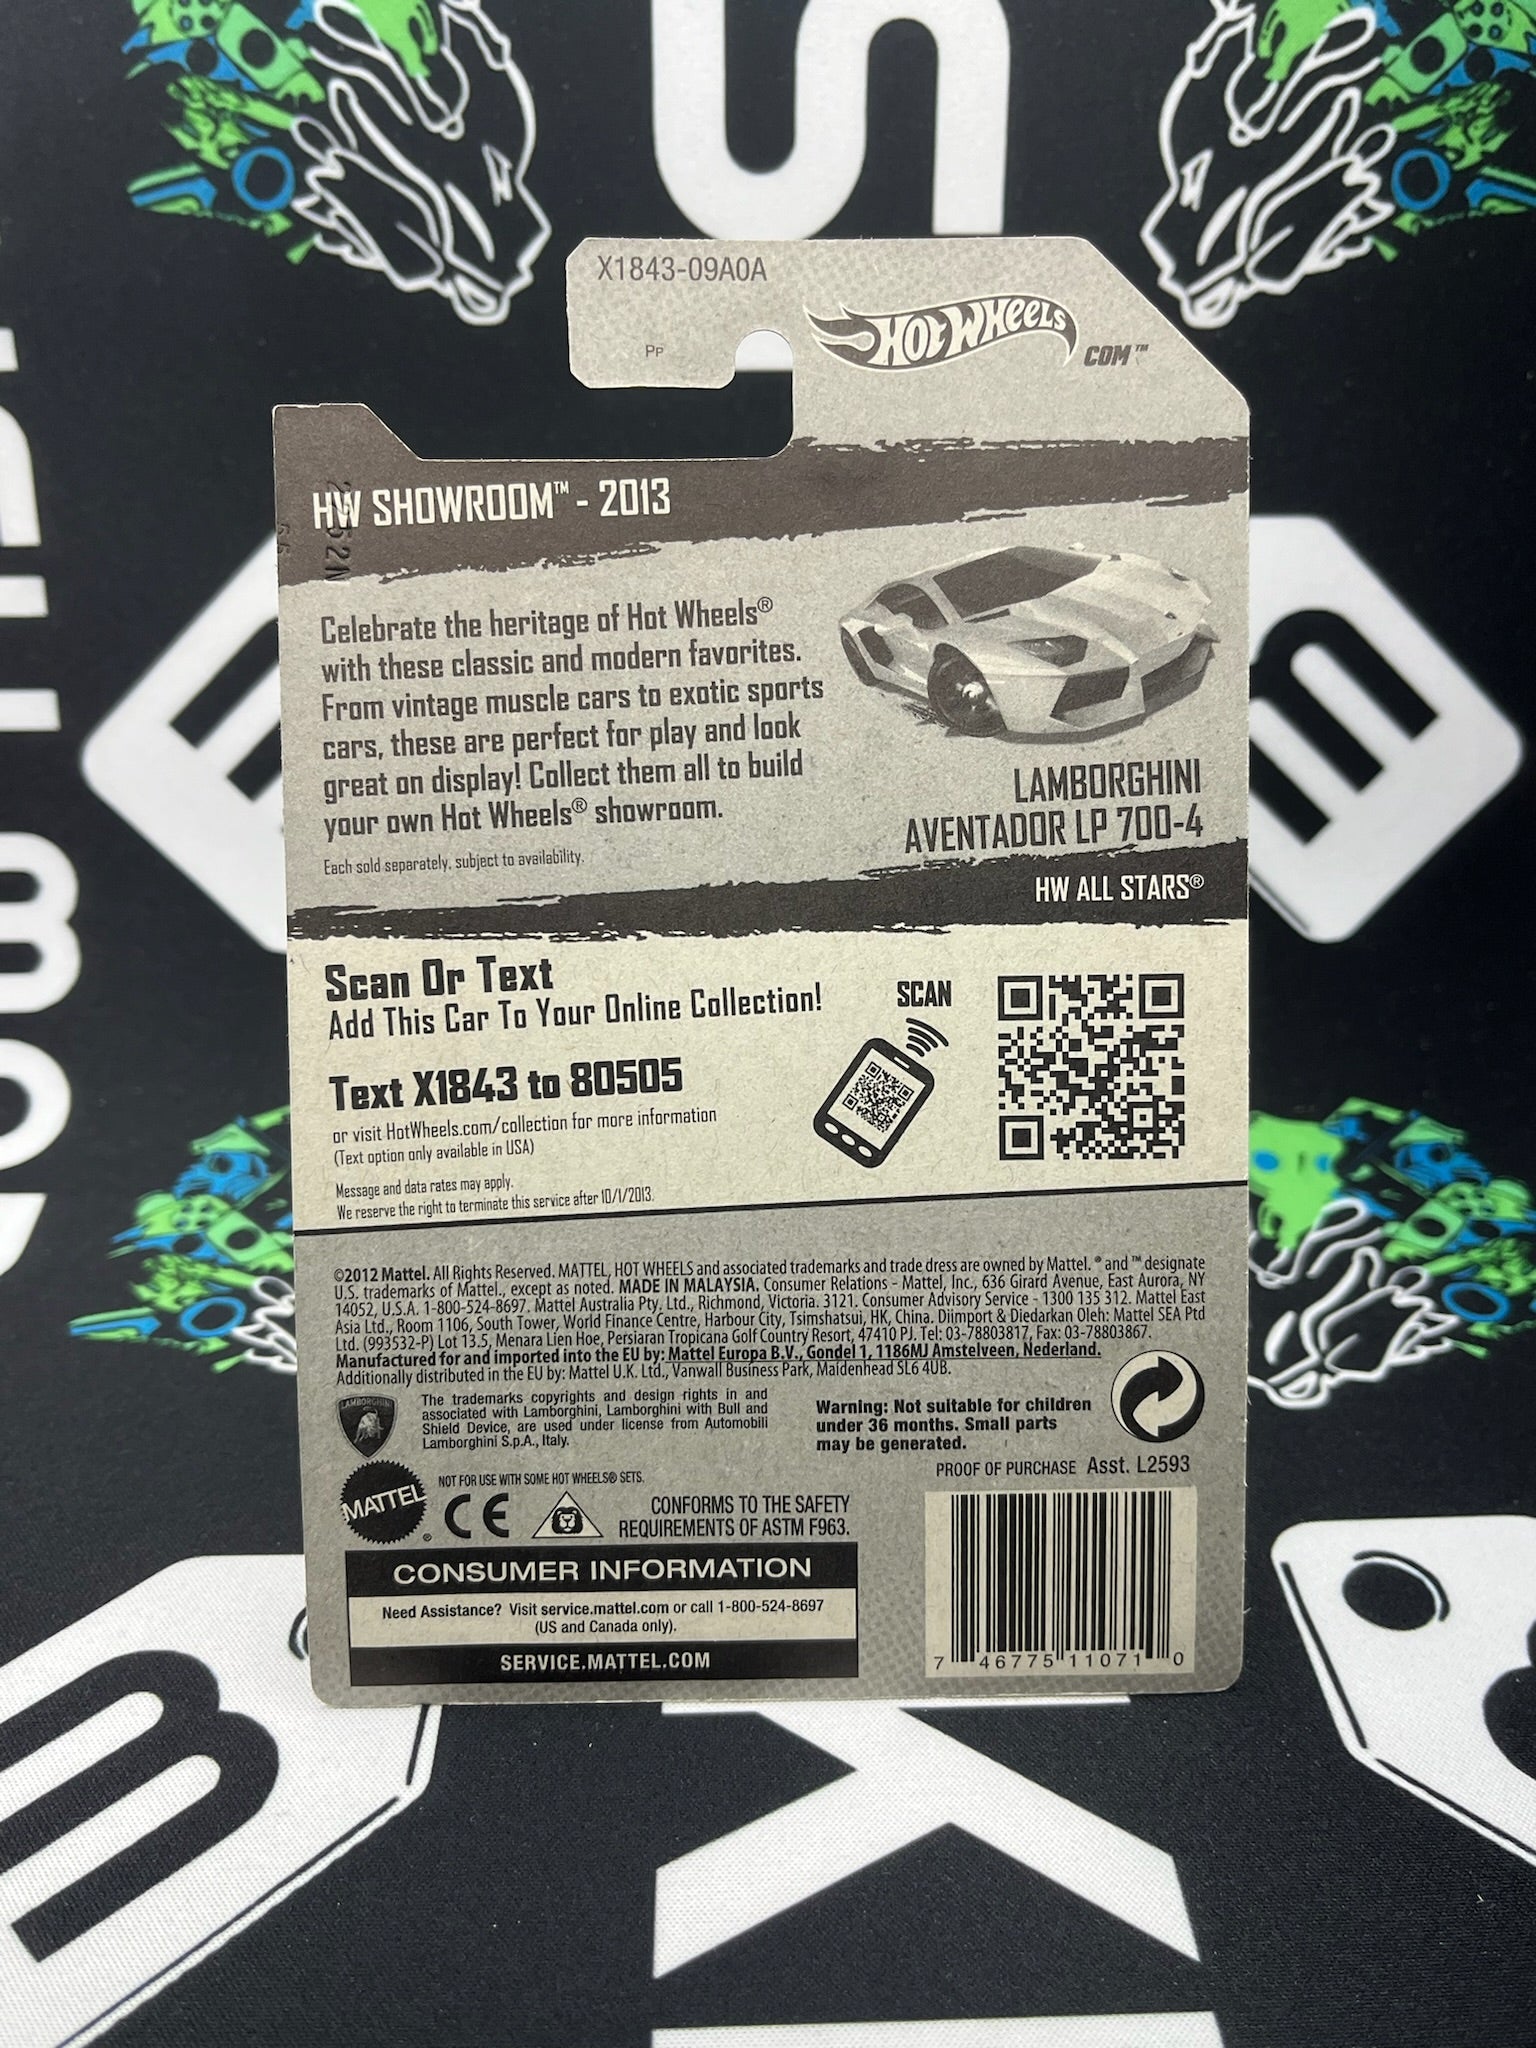 X1843-09A0A
Pp
HOT WHEELS
COM™
HW SHOWROOM™ - 2013
Celebrate the heritage of Hot Wheels®
with these classic and modern favorites.
From vintage muscle cars to exotic sports
cars, these are perfect for play and look
great on display! Collect them all to build
your own Hot Wheels® showroom.
Each sold separately, subject to availability.
LAMBORGHINI
AVENTADOR LP 700-4
HW ALL STARS®
Scan Or Text
Add This Car To Your Online Collection!
Text X1843 to 80505
or visit HotWheels.com/collection for more information
(Text option only available in USA)
Message and data rates may apply.
We reserve the right to terminate this service after 10/1/2013.
SCAN
©2012 Mattel. All Rights Reserved. MATTEL, HOT WHEELS and associated trademarks and trade dress are owned by Mattel. ® and ™ designate
U.S. trademarks of Mattel., except as noted. MADE IN MALAYSIA. Consumer Relations - Mattel, Inc., 636 Girard Avenue, East Aurora, NY
14052, U.S.A. 1-800-524-8697. Mattel Australia Pty. Ltd., Richmond, Victoria. 3121. Consumer Advisory Service - 1300 135 312. Mattel East
Asia Ltd., Room 1106, South Tower, World Finance Centre, Harbour City, Tsimshatsui, HK, China. Diimport & Diedarkan Oleh: Mattel SEA Ptd
Ltd. (993532-P) Lot 13.5, Menara Lien Hoe, Persiaran Tropicana Golf Country Resort, 47410 PJ. Tel: 03-78803817, Fax: 03-78803867.
Manufactured for and imported into the EU by: Mattel Europa B.V., Gondel 1, 1186MJ Amstelveen, Nederland.
Additionally distributed in the EU by: Mattel U.K. Ltd., Vanwall Business Park, Maidenhead SL6 4UB.
LAMBORGHINI
The trademarks copyrights and design rights in and
associated with Lamborghini, Lamborghini with Bull and
Shield Device, are used under license from Automobili
Lamborghini S.p.A., Italy.
Warning: Not suitable for children
under 36 months. Small parts
may be generated.
PROOF OF PURCHASE Asst. L2593
MATTEL®
NOT FOR USE WITH SOME HOT WHEELS® SETS.
CE
CONFORMS TO THE SAFETY
REQUIREMENTS OF ASTM F963.
CONSUMER INFORMATION
Need Assistance? Visit service.mattel.com or call 1-800-524-8697
(US and Canada only).
SERVICE.MATTEL.COM
7 46775 11071 0